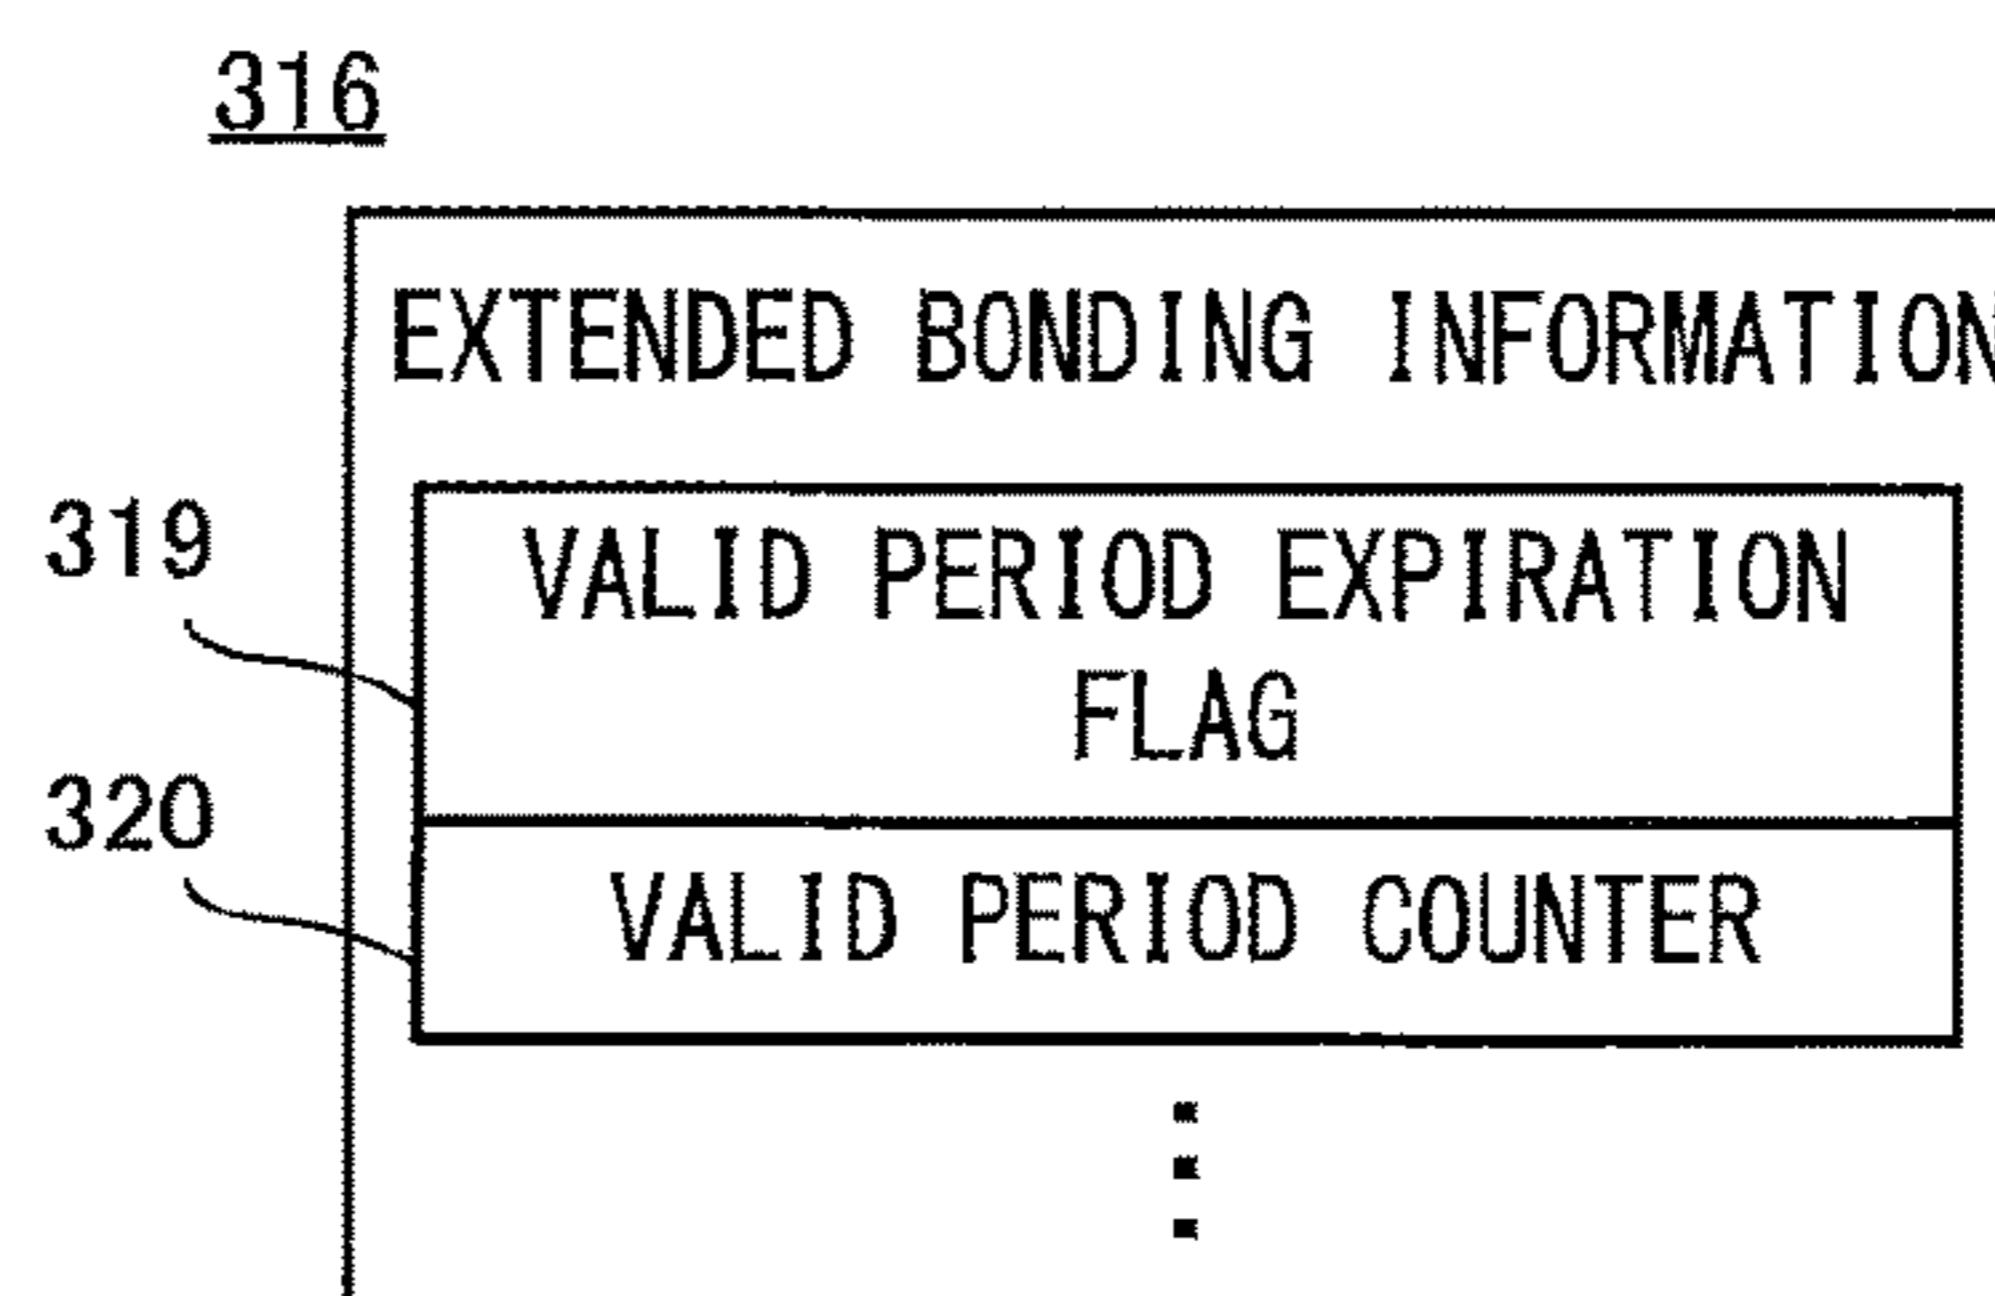 316
EXTENDED BONDING INFORMATION
319
VALID PERIOD EXPIRATION
FLAG
320
VALID PERIOD COUNTER